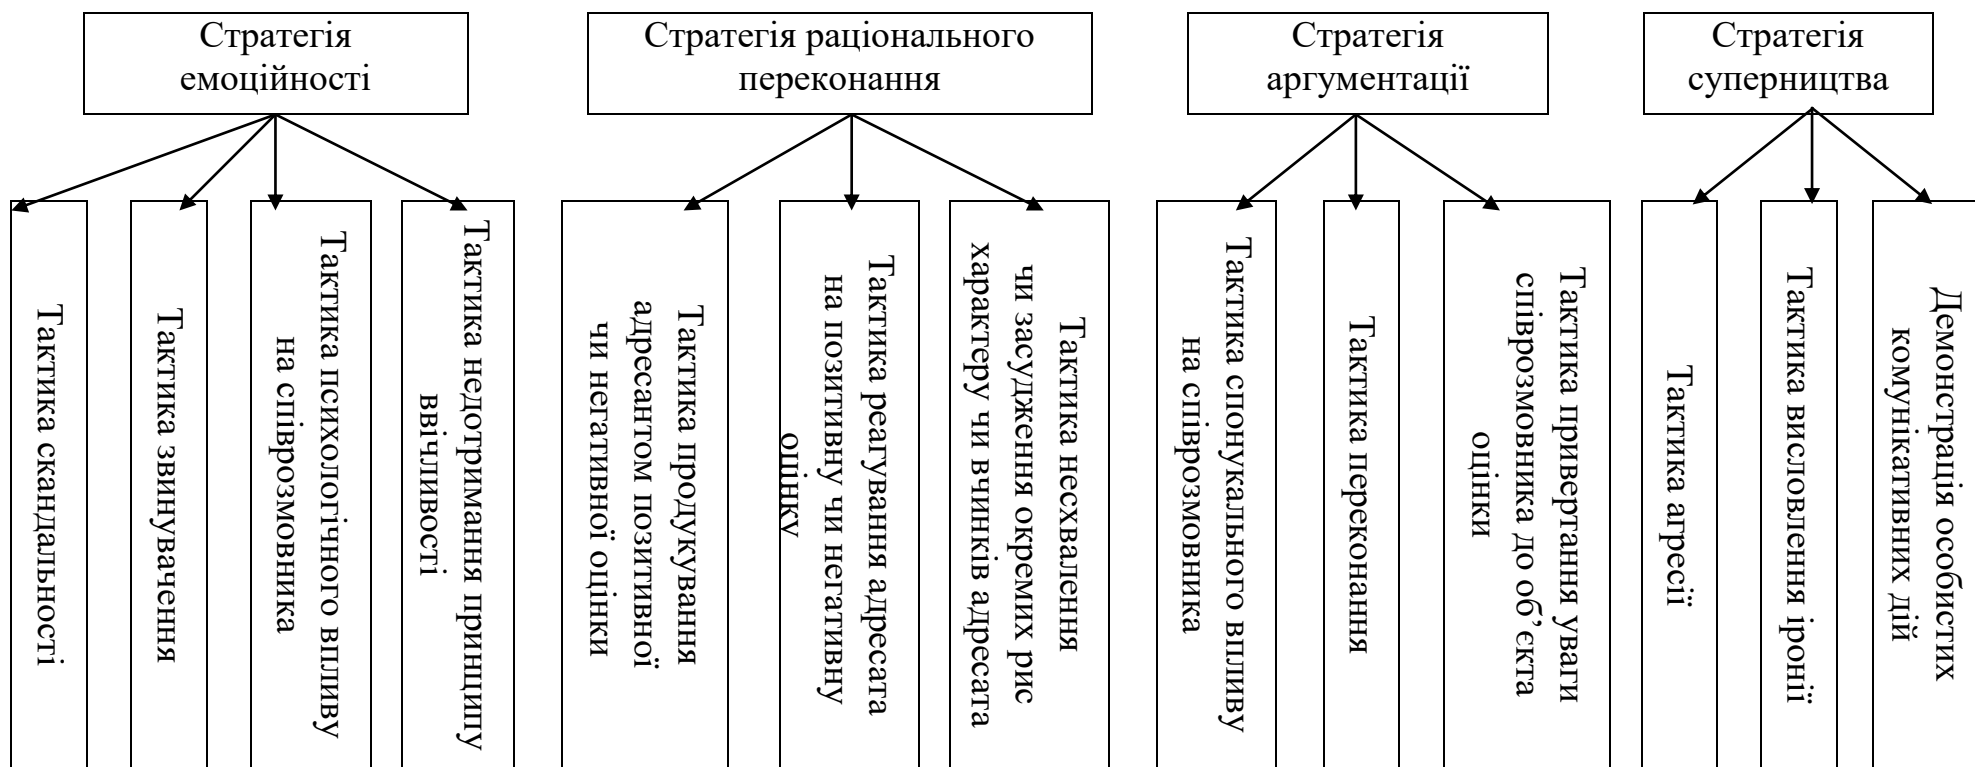 Стратегія
емоційності
Стратегія раціонального
переконання
Стратегія
аргументації
Стратегія
суперництва
Тактика скандальності
Тактика звинувачення
Тактика психологічного впливу
на співрозмовника
Тактика недотримання принципу
ввічливості
Тактика продукування
адресантом позитивної
чи негативної оцінки
Тактика реагування адресата
на позитивну чи негативну
оцінку
Тактика несхвалення
чи засудження окремих рис
характеру чи вчинків адресата
Тактика спонукального впливу
на співрозмовника
Тактика переконання
Тактика привертання уваги
співрозмовника до об’єкта
оцінки
Тактика агресії
Тактика висловлення іронії
Демонстрація особистих
комунікативних дій